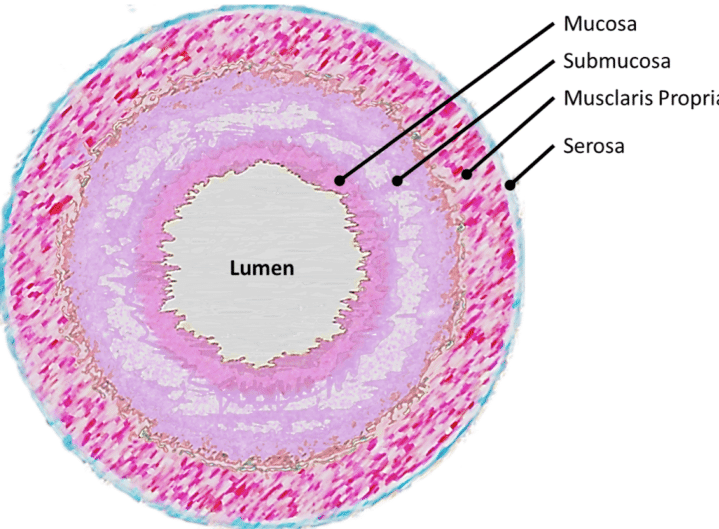 Mucosa
Submucosa
Musclaris Propria
Serosa
Lumen